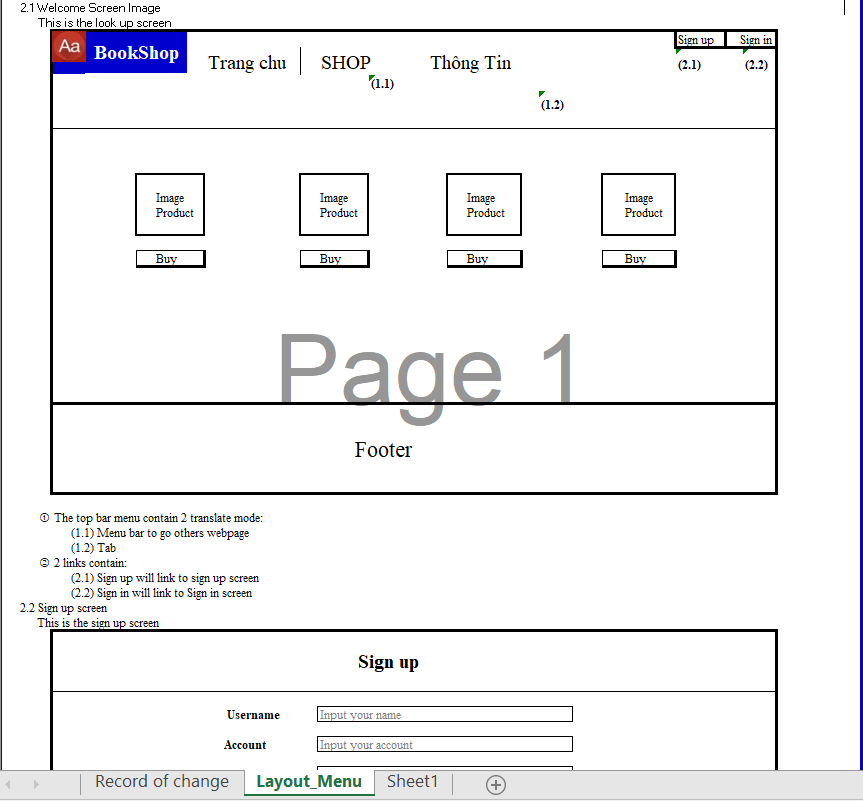 2.1 Welcome Screen Image
This is the look up screen
Aa BookShop Trang chu SHOP Thông Tin Sign up Sign in
(2.1) (2.2)
(1.1)
(1.2)
Image Image Image Image
Product Product Product Product
Buy Buy Buy Buy
Page 1
Footer
① The top bar menu contain 2 translate mode:
(1.1) Menu bar to go others webpage
(1.2) Tab
② 2 links contain:
(2.1) Sign up will link to sign up screen
(2.2) Sign in will link to Sign in screen
2.2 Sign up screen
This is the sign up screen
Sign up
Username Input your name
Account Input your account
Record of change Layout_Menu Sheet1